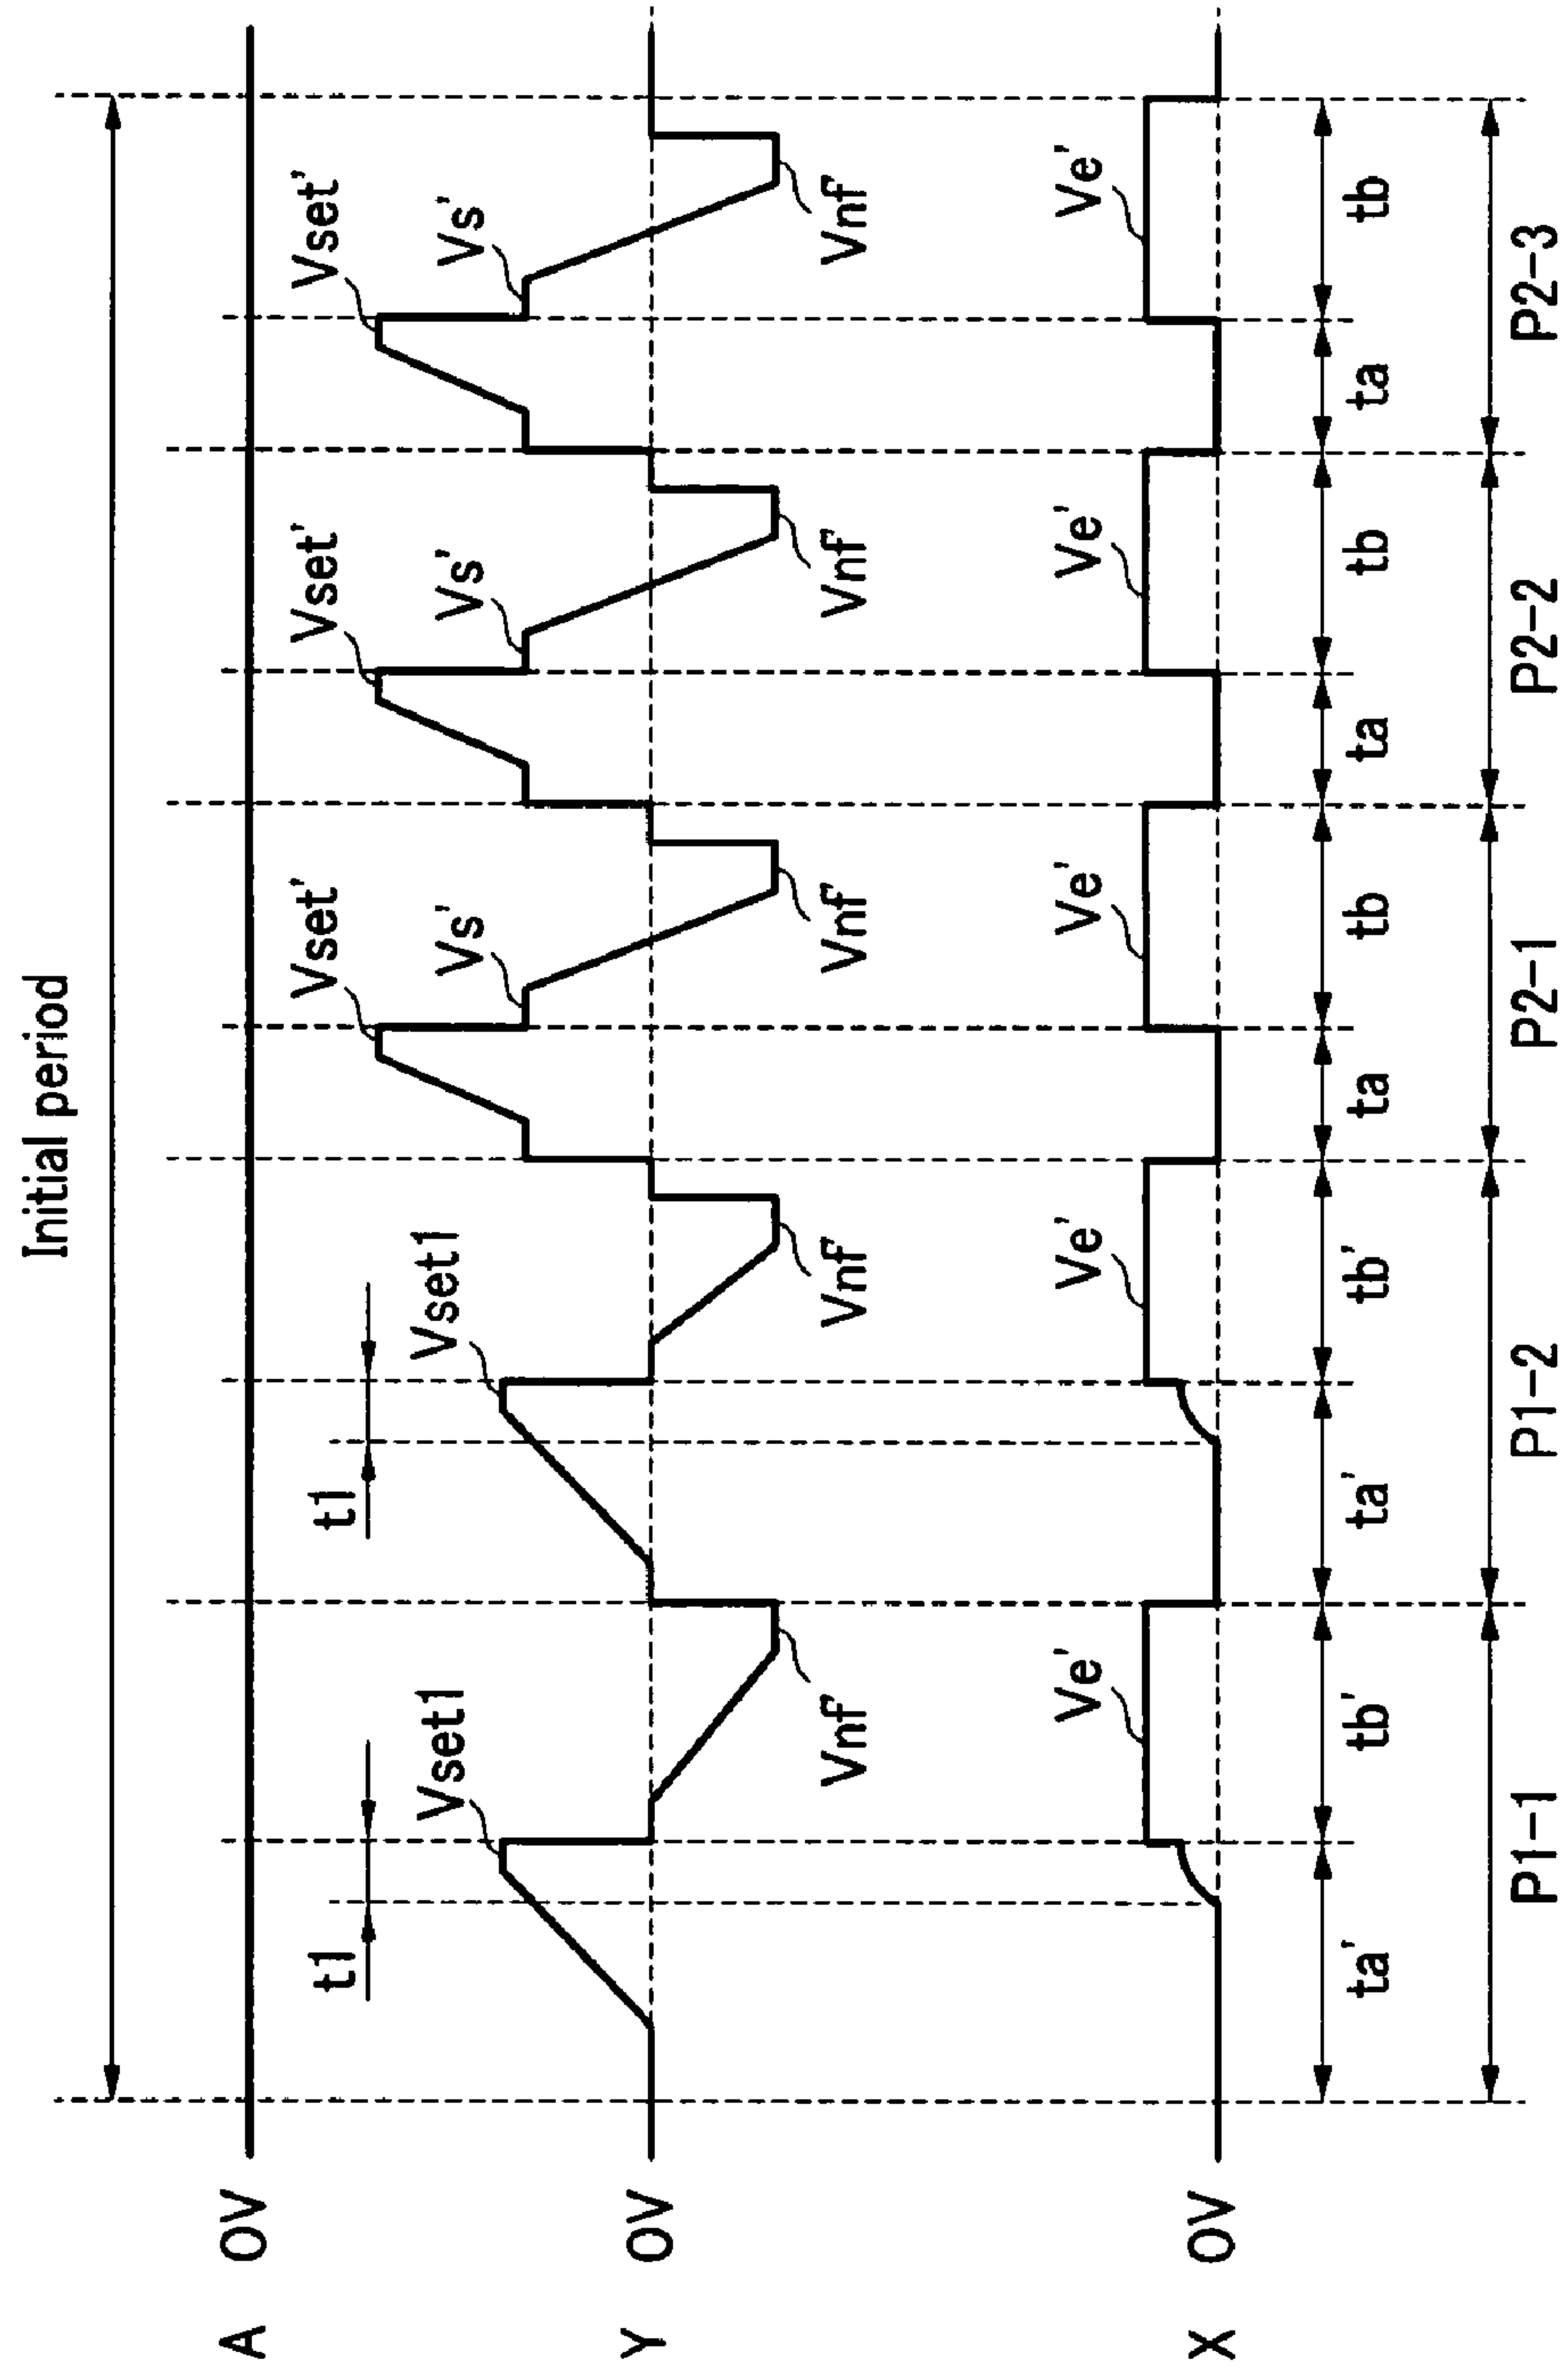 Initial period
A 0V
Y 0V
X 0V
t1
Vset1
t1
Vset1
Vset'
Vs'
Vset'
Vs'
Vset'
Vs'
Vnf
Vnf
Vnf
Vnf
Vnf
Ve'
Ve'
Ve'
Ve'
Ve'
ta'
tb'
ta'
tb'
ta
tb
ta
tb
ta
tb
P1-1
P1-2
P2-1
P2-2
P2-3